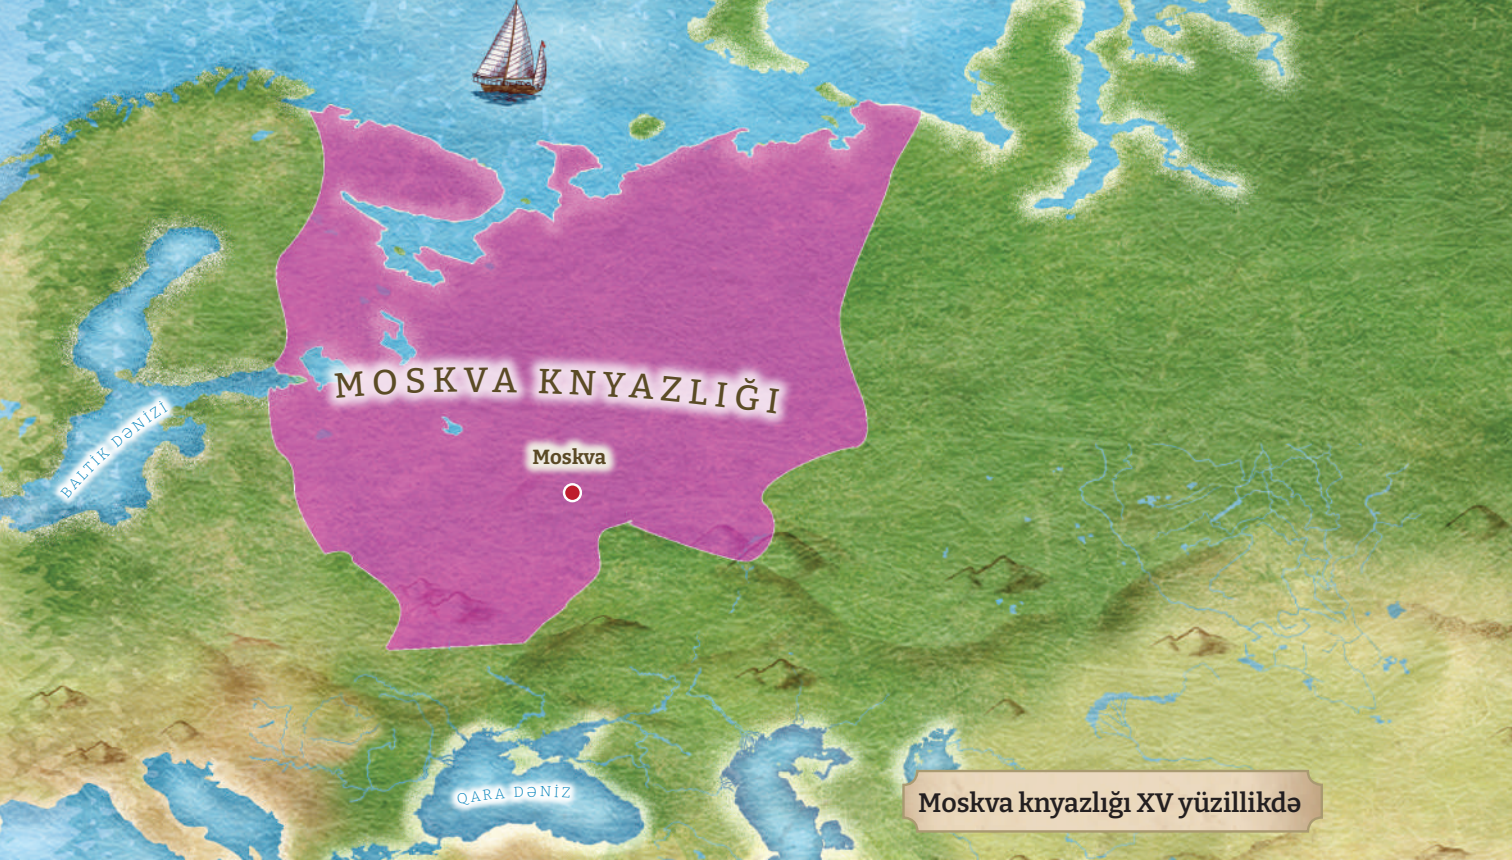 MOSKVA KNYAZLIĞI
BALTİK DƏNİZİ
Moskva
QARA DƏNİZ
Moskva knyazlığı XV yüzillikdə